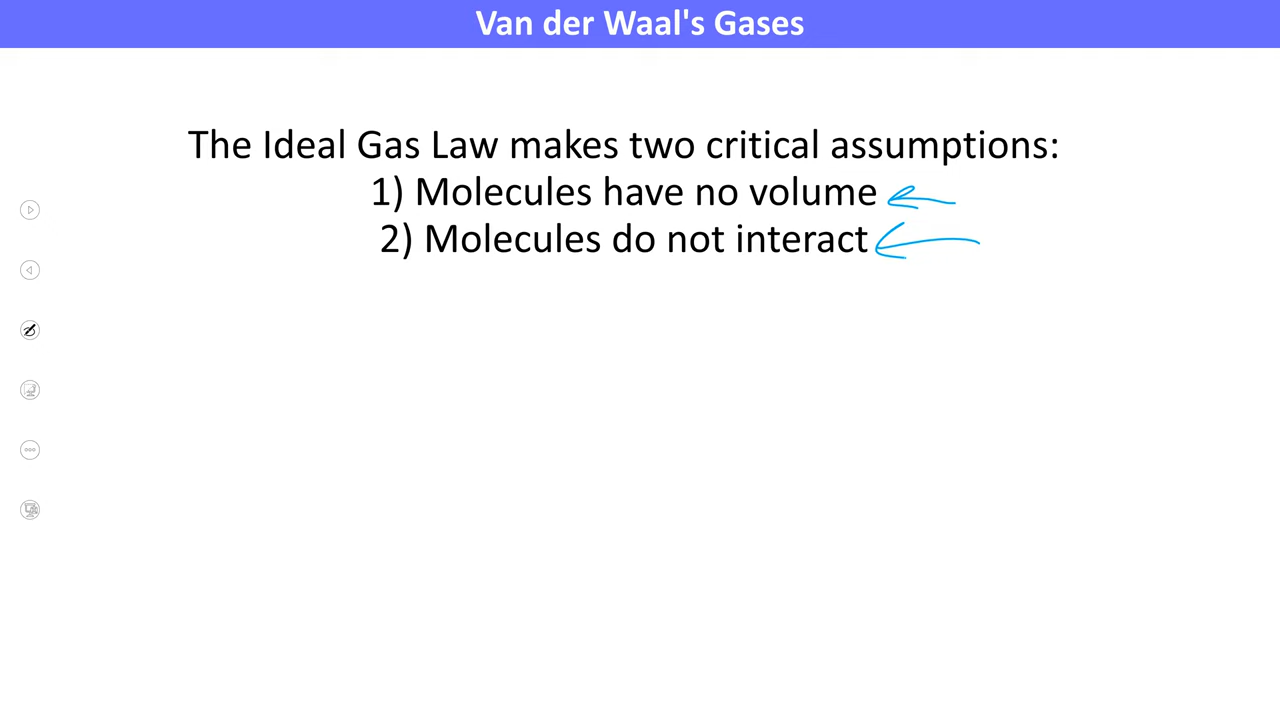 Van der Waal's Gases
The Ideal Gas Law makes two critical assumptions:
1) Molecules have no volume
2) Molecules do not interact